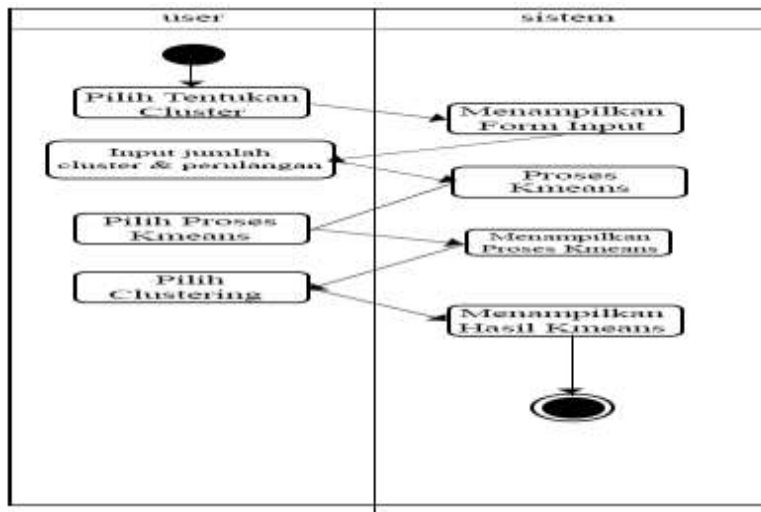 user
sistem
Pilih Tentukan
Cluster
Menampilkan
Form Input
Input jumlah
cluster & perulangan
Proses
Kmeans
Pilih Proses
Kmeans
Menampilkan
Proses Kmeans
Pilih
Clustering
Menampilkan
Hasil Kmeans